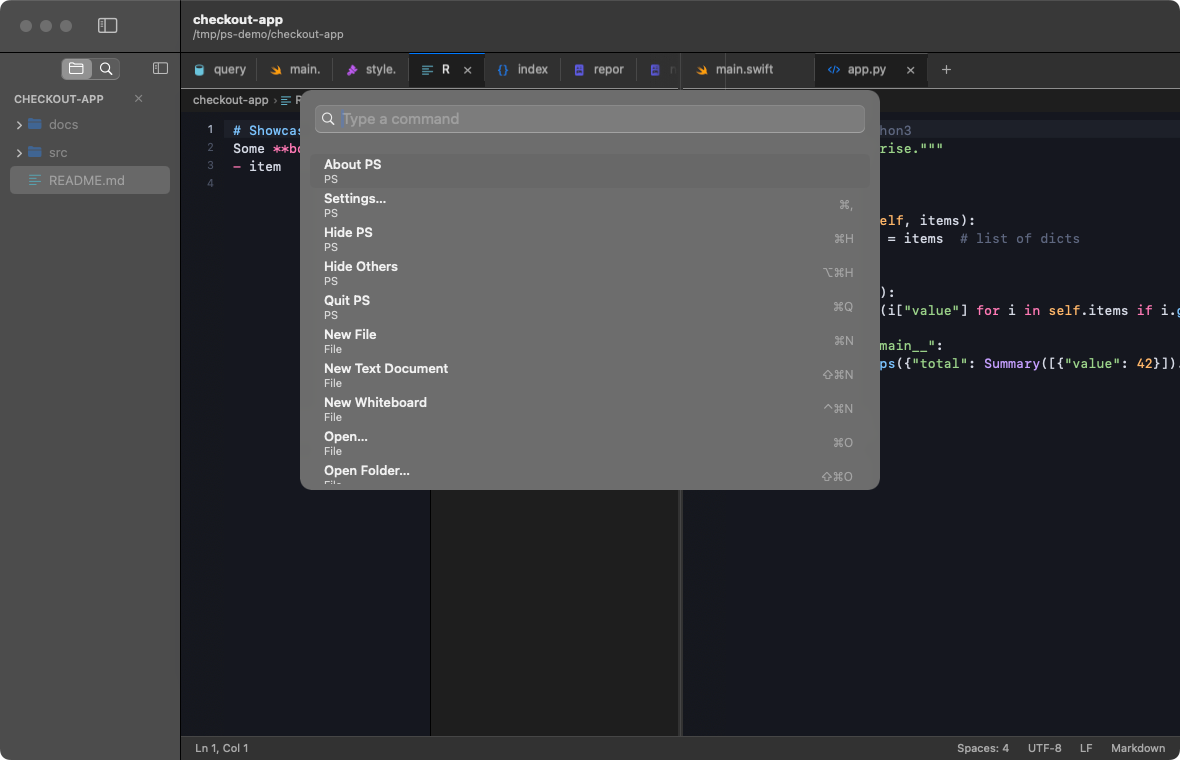 checkout-app
/tmp/ps-demo/checkout-app
query
main.
style.
R
index
repor
main.swift
app.py
CHECKOUT-APP
docs
src
README.md
checkout-app › R
1 # Showcas
2 Some **bo
3 - item
4
Type a command
About PS
PS
Settings...
PS
⌘,
Hide PS
PS
⌘H
Hide Others
PS
⌥⌘H
Quit PS
PS
⌘Q
New File
File
⌘N
New Text Document
File
⇧⌘N
New Whiteboard
File
^⌘N
Open...
File
⌘O
Open Folder...
File
⇧⌘O
hon3
rise."""
elf, items):
= items # list of dicts
):
(i["value"] for i in self.items if i.g
main__":
ps({"total": Summary([{"value": 42}]).
Ln 1, Col 1
Spaces: 4
UTF-8
LF
Markdown